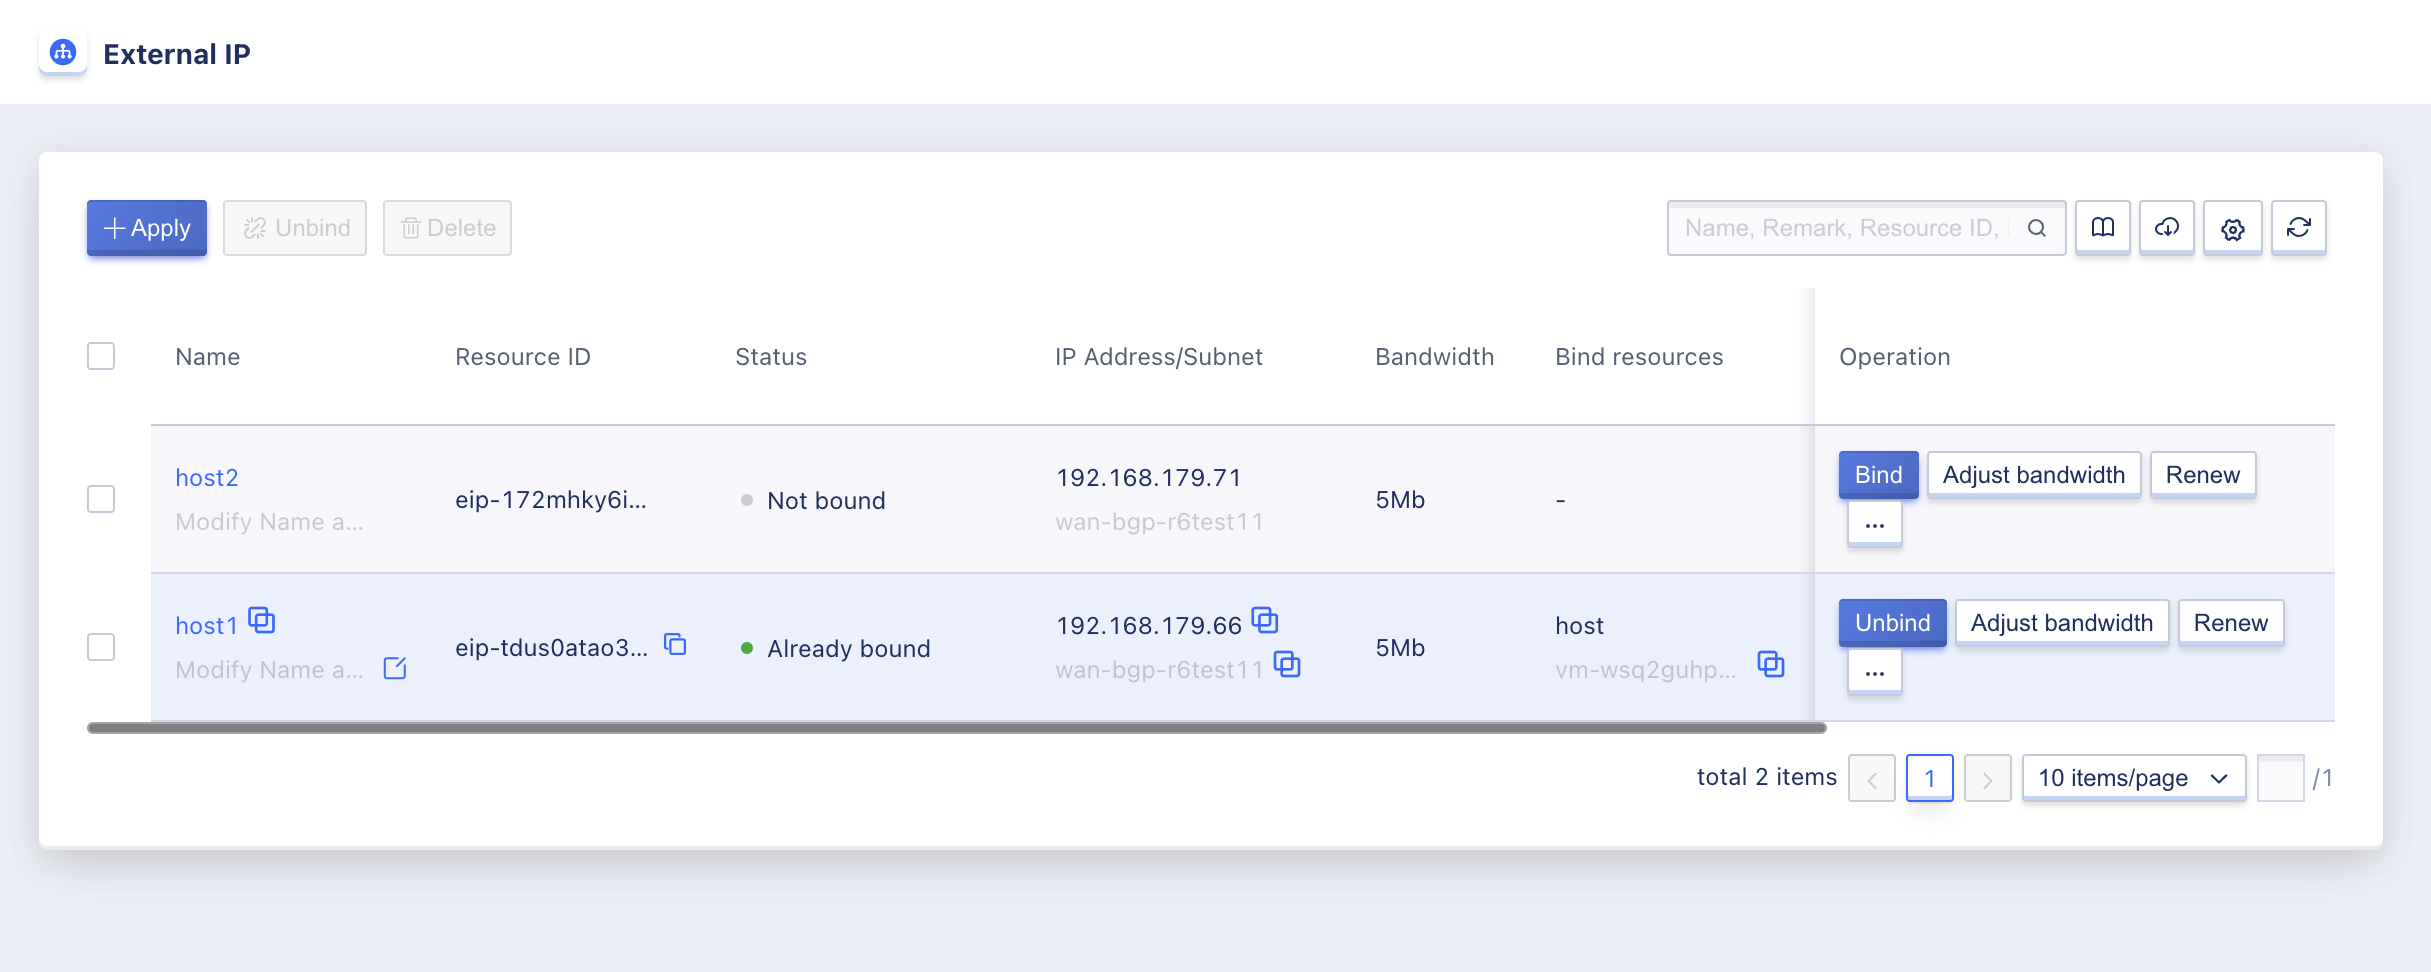 External IP
Apply Unbind Delete Name, Remark, Resource ID,
Name Resource ID Status IP Address/Subnet Bandwidth Bind resources Operation
host2
Modify Name a...
eip-172mhky6i...
Not bound
192.168.179.71
wan-bgp-r6test11
5Mb
-
Bind Adjust bandwidth Renew
...
host1
Modify Name a...
eip-tdus0atao3...
Already bound
192.168.179.66
wan-bgp-r6test11
5Mb
host
vm-wsq2guhp...
Unbind Adjust bandwidth Renew
...
total 2 items 1 10 items/page /1